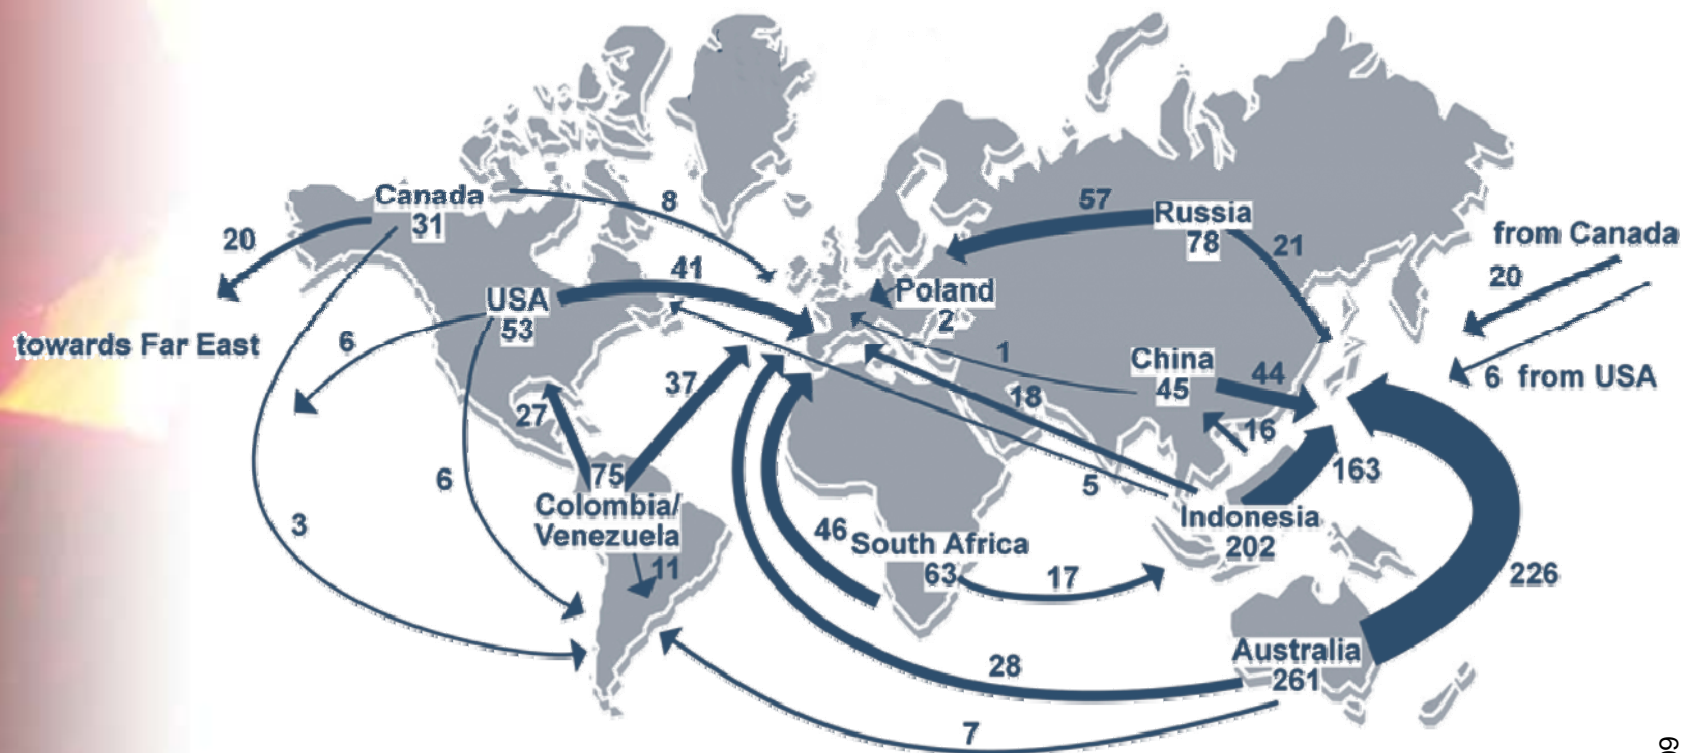 Canada
31
8
20
57
Russia
78
21
from Canada
20
41
USA
53
Poland
2
towards Far East
6
1
China
45
44
6 from USA
37
18
27
16
163
75
Colombia/
Venezuela
6
5
Indonesia
202
3
46
South Africa
63
17
11
226
28
Australia
261
7
09